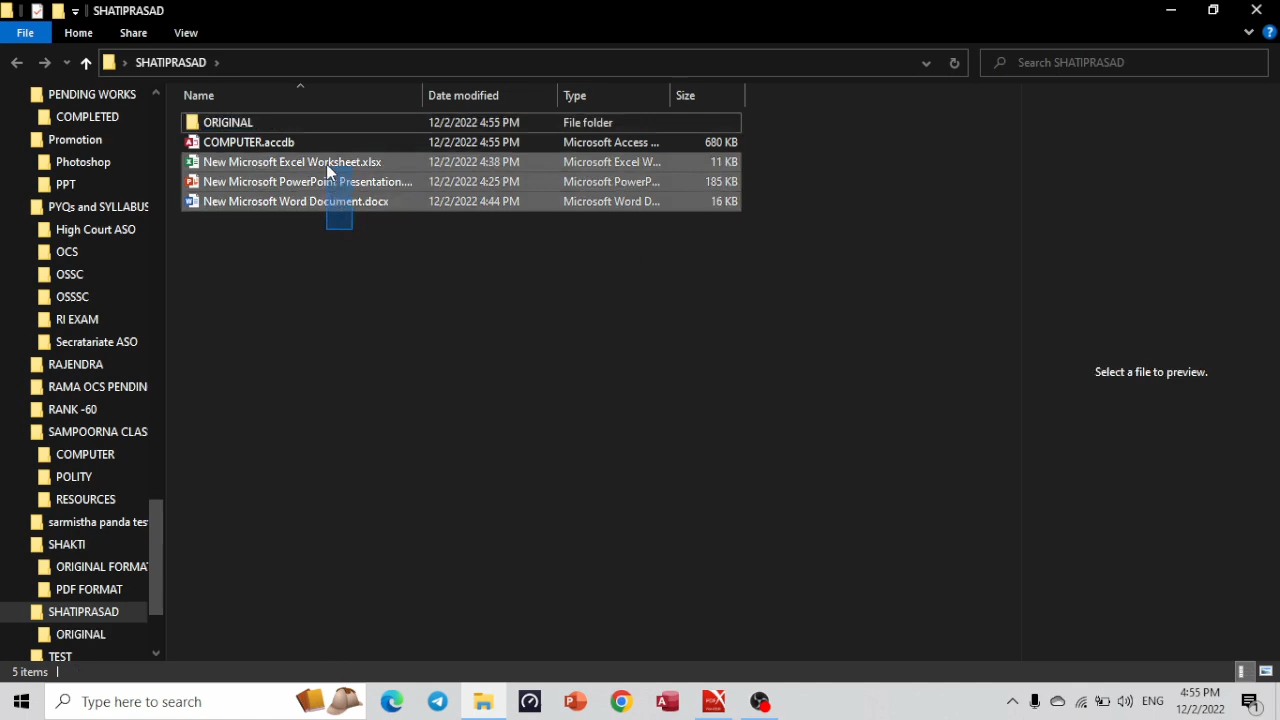 SHATIPRASAD
File Home Share View
SHATIPRASAD
Search SHATIPRASAD
PENDING WORKS
COMPLETED
Promotion
Photoshop
PPT
PYQs and SYLLABUS
High Court ASO
OCS
OSSC
OSSSC
RI EXAM
Secratariate ASO
RAJENDRA
RAMA OCS PENDIN
RANK -60
SAMPOORNA CLAS
COMPUTER
POLITY
RESOURCES
sarmistha panda test
SHAKTI
ORIGINAL FORMA
PDF FORMAT
SHATIPRASAD
ORIGINAL
TEST
Name Date modified Type Size
ORIGINAL 12/2/2022 4:55 PM File folder
COMPUTER.accdb 12/2/2022 4:55 PM Microsoft Access ... 680 KB
New Microsoft Excel Worksheet.xlsx 12/2/2022 4:38 PM Microsoft Excel W... 11 KB
New Microsoft PowerPoint Presentation.... 12/2/2022 4:25 PM Microsoft PowerP... 185 KB
New Microsoft Word Document.docx 12/2/2022 4:44 PM Microsoft Word D... 16 KB
Select a file to preview.
5 items
Type here to search
ENG
4:55 PM
12/2/2022